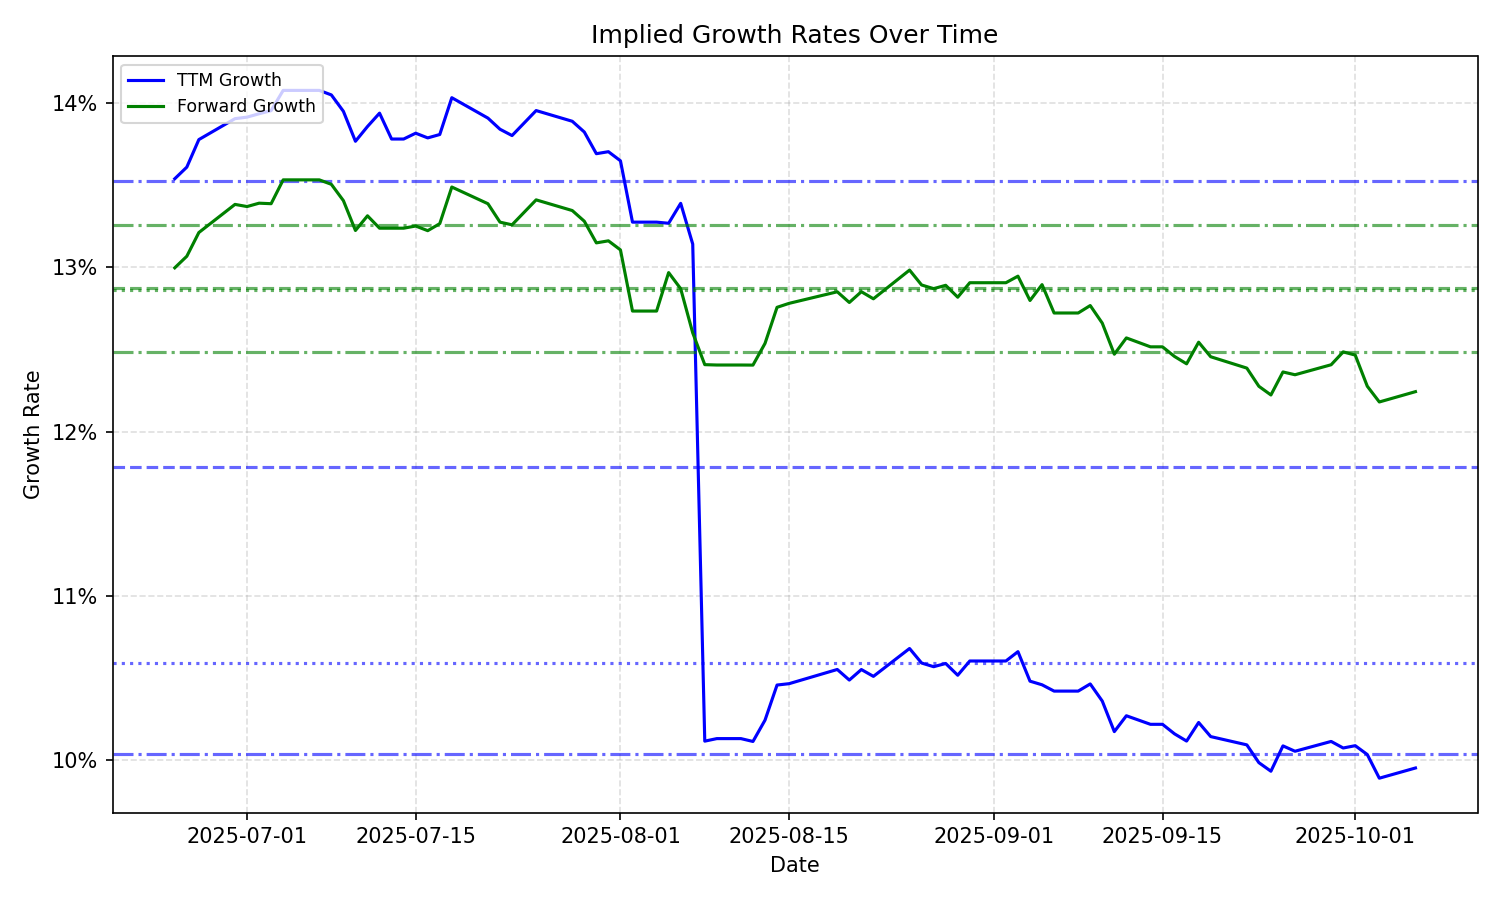 Implied Growth Rates Over Time
TTM Growth
Forward Growth
14%
13%
12%
11%
10%
Growth Rate
2025-07-01
2025-07-15
2025-08-01
2025-08-15
2025-09-01
2025-09-15
2025-10-01
Date